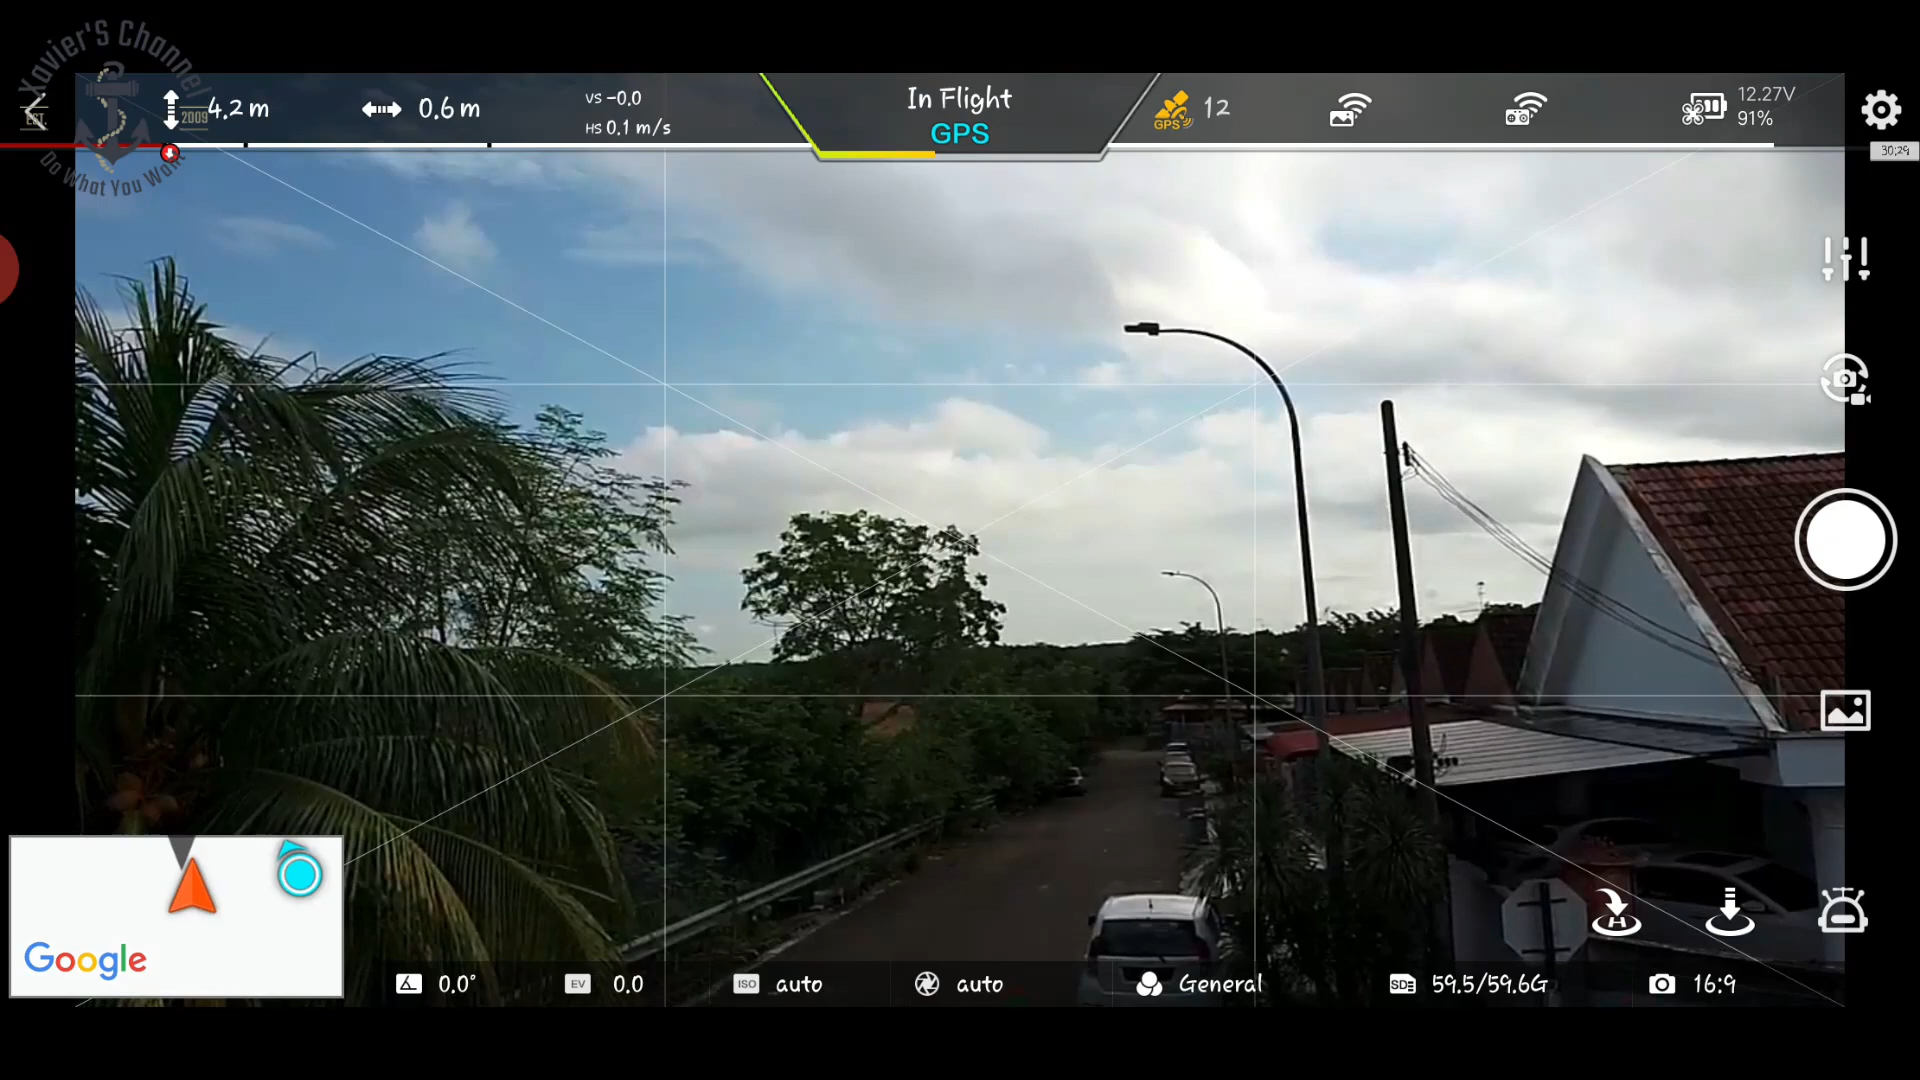 Xavier'S Channel
EST.
2009
Do What You Want
4.2 m
0.6 m
VS -0.0
HS 0.1 m/s
In Flight
GPS
GPS
12
12.27V
91%
30:29
Google
0.0°
EV
0.0
ISO
auto
auto
General
SD
59.5/59.6G
16:9
H